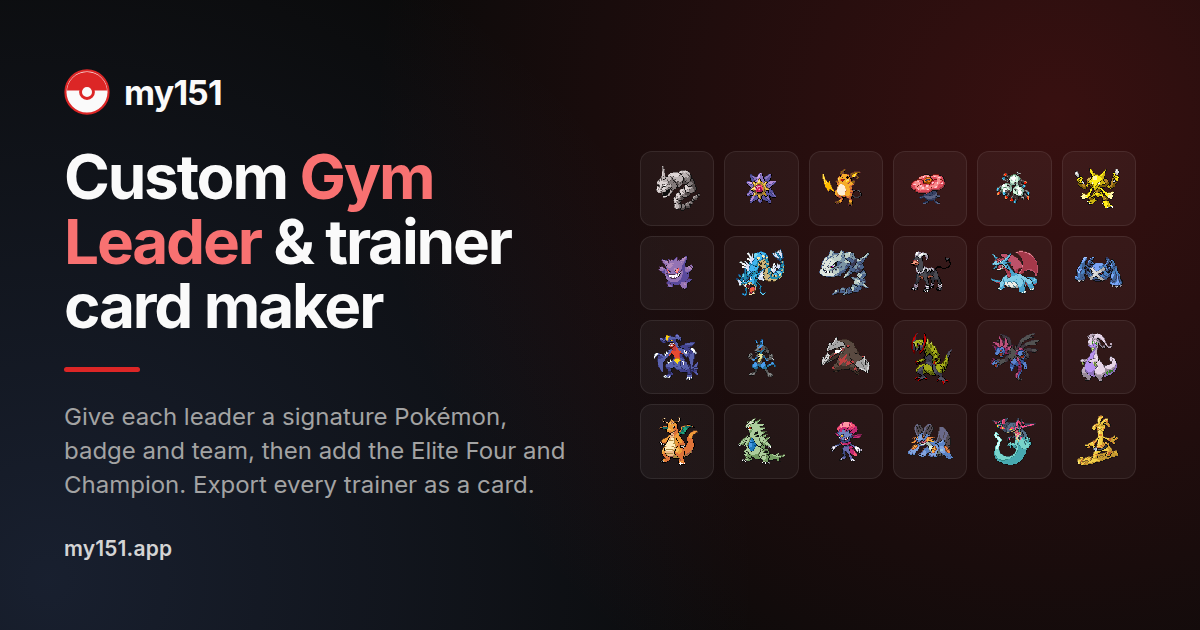 my151
Custom Gym
Leader & trainer
card maker
Give each leader a signature Pokémon,
badge and team, then add the Elite Four and
Champion. Export every trainer as a card.
my151.app